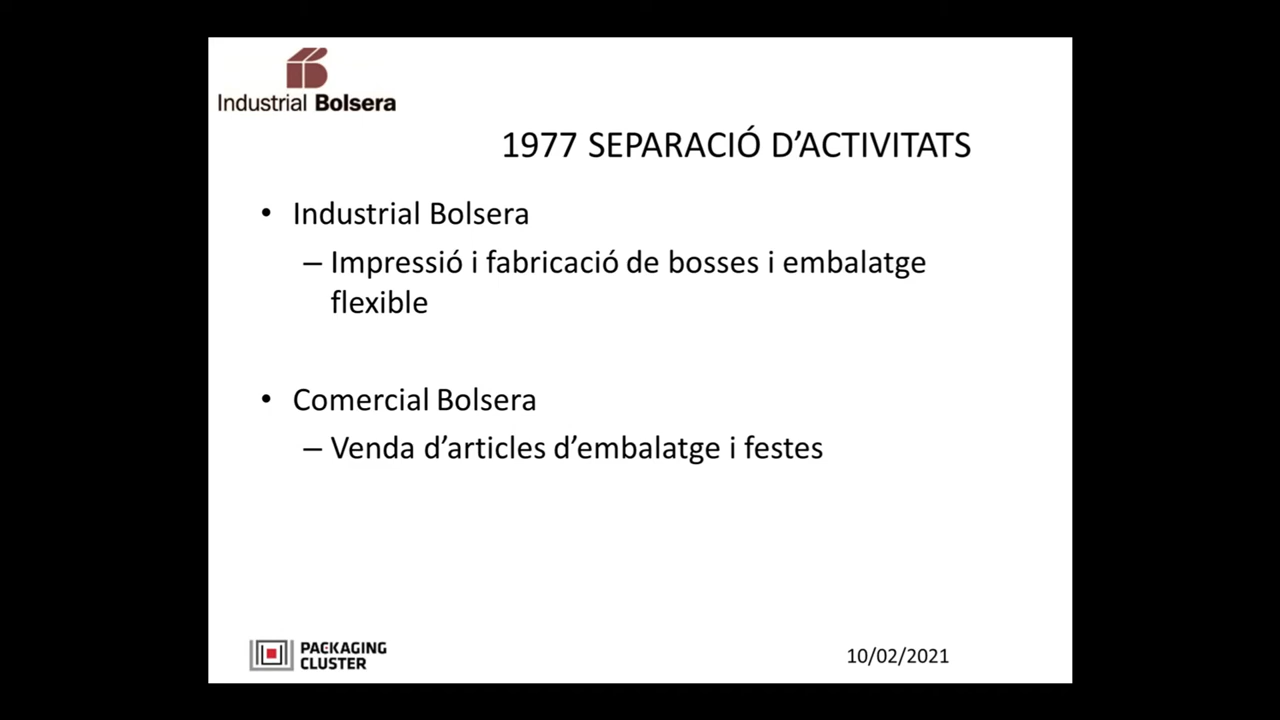 Industrial Bolsera
1977 SEPARACIÓ D’ACTIVITATS
• Industrial Bolsera
– Impressió i fabricació de bosses i embalatge
flexible
• Comercial Bolsera
– Venda d’articles d’embalatge i festes
PACKAGING
CLUSTER
10/02/2021